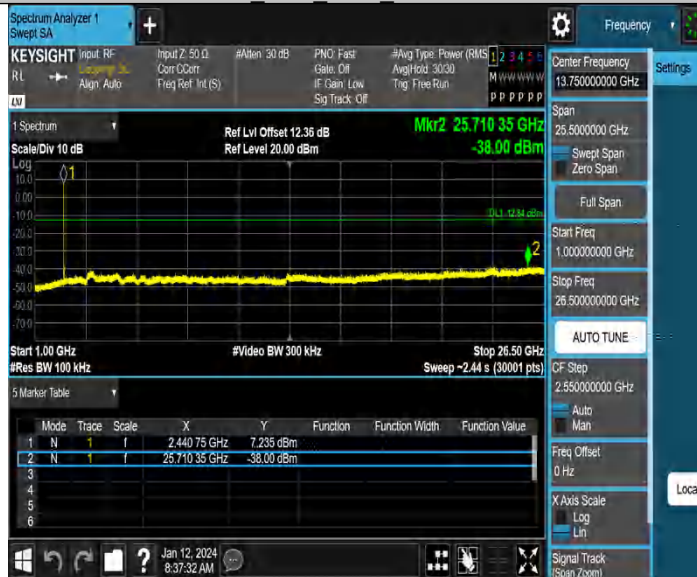 Spectrum Analyzer 1
Swept SA
+
Frequency
KEYSIGHT
Input: RF
Input Z: 50 Ω
#Atten: 30 dB
PNO: Fast
#Avg Type: Power (RMS
1 2 3 4 5 6
RL
Corr CCorr
Gate: Off
Avg|Hold: 30/30
M W W W W W
Align: Auto
Freq Ref: Int (S)
IF Gain: Low
Trig: Free Run
Sig Track: Off
P P P P P P
LXI
1 Spectrum
Scale/Div 10 dB
Ref Lvl Offset 12.36 dB
Ref Level 20.00 dBm
Mkr2 25.710 35 GHz
-38.00 dBm
Log
10.0
0.00
-10.0
-20.0
-30.0
-40.0
-50.0
-60.0
-70.0
1
DL1 -12.84 dBm
2
Start 1.00 GHz
#Video BW 300 kHz
Stop 26.50 GHz
#Res BW 100 kHz
Sweep ~2.44 s (30001 pts)
5 Marker Table
Mode Trace Scale X Y Function Function Width Function Value
1 N 1 f 2.440 75 GHz 7.235 dBm
2 N 1 f 25.710 35 GHz -38.00 dBm
3
4
5
6
?
Jan 12, 2024
8:37:32 AM
Center Frequency
13.750000000 GHz
Settings
Span
25.5000000 GHz
Swept Span
Zero Span
Full Span
Start Freq
1.000000000 GHz
Stop Freq
26.500000000 GHz
AUTO TUNE
CF Step
2.550000000 GHz
Auto
Man
Freq Offset
0 Hz
X Axis Scale
Log
Lin
Signal Track
(Span Zoom)
Loca